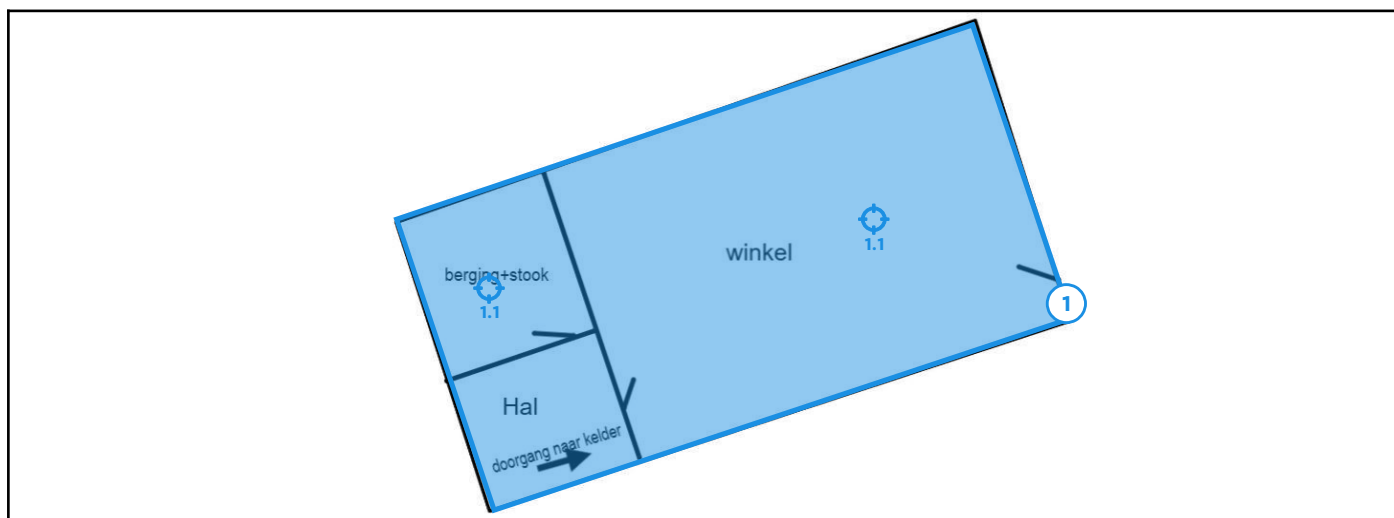 winkel
1.1
berging+stook
1.1
1
Hal
doorgang naar kelder